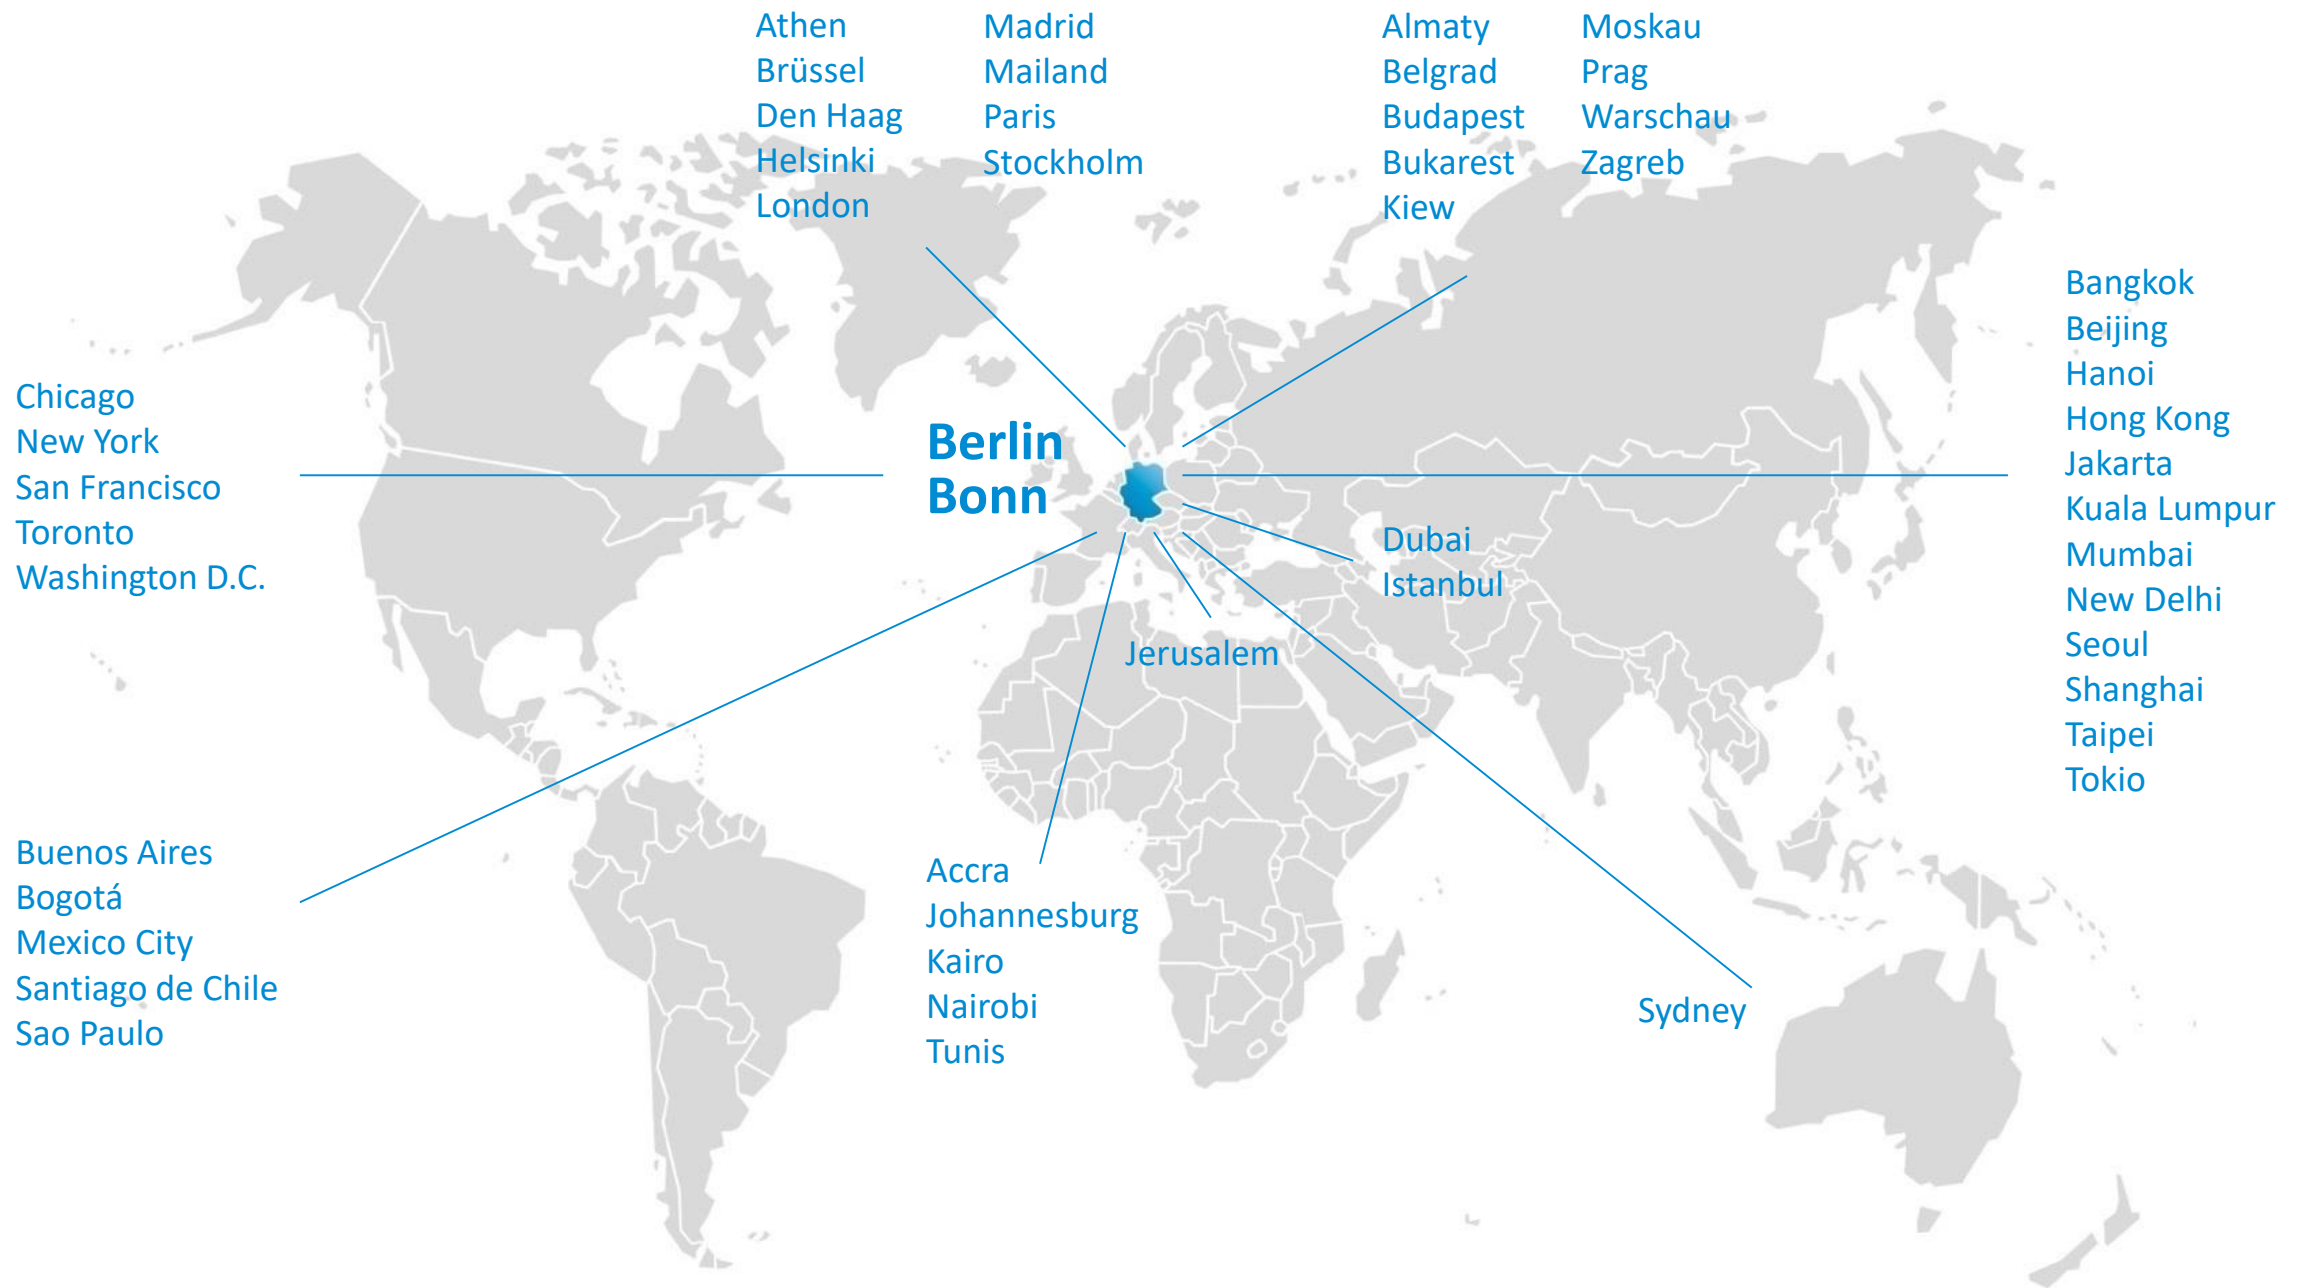 Athen
Brüssel
Den Haag
Helsinki
London
Madrid
Mailand
Paris
Stockholm
Almaty
Belgrad
Budapest
Bukarest
Kiew
Moskau
Prag
Warschau
Zagreb
Chicago
New York
San Francisco
Toronto
Washington D.C.
Berlin
Bonn
Bangkok
Beijing
Hanoi
Hong Kong
Jakarta
Kuala Lumpur
Mumbai
New Delhi
Seoul
Shanghai
Taipei
Tokio
Dubai
Istanbul
Jerusalem
Buenos Aires
Bogotá
Mexico City
Santiago de Chile
Sao Paulo
Accra
Johannesburg
Kairo
Nairobi
Tunis
Sydney